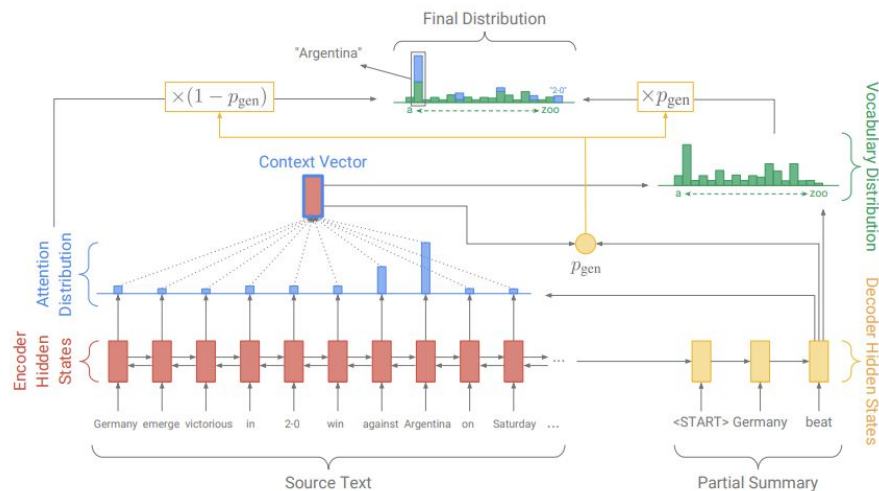 Final Distribution
"Argentina"
×(1 − p_gen)
"2-0"
×p_gen
a
zoo
Context Vector
a
zoo
Vocabulary Distribution
p_gen
Attention
Distribution
Encoder
Hidden
States
Decoder Hidden States
...
Germany emerge victorious in 2-0 win against Argentina on Saturday ...
<START> Germany beat
Source Text
Partial Summary